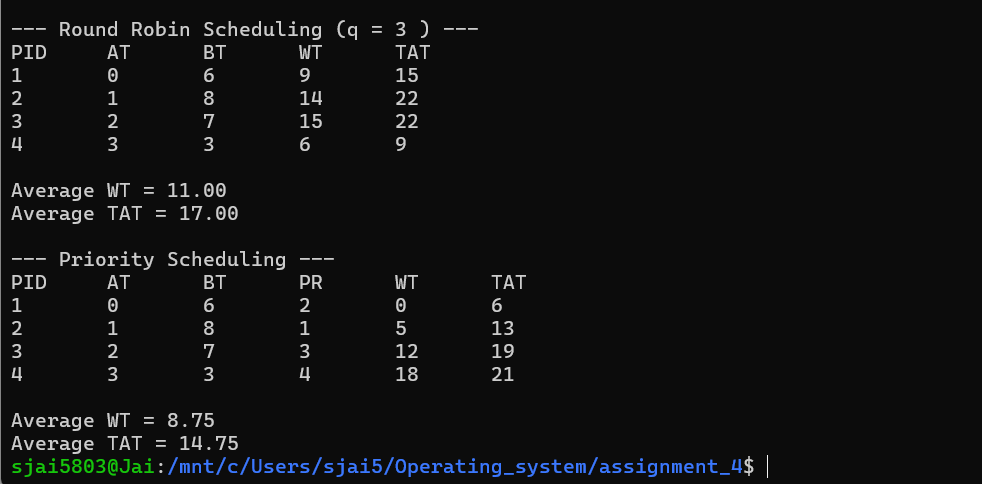 --- Round Robin Scheduling (q = 3 ) ---
PID AT BT WT TAT
1 0 6 9 15
2 1 8 14 22
3 2 7 15 22
4 3 3 6 9
Average WT = 11.00
Average TAT = 17.00
--- Priority Scheduling ---
PID AT BT PR WT TAT
1 0 6 2 0 6
2 1 8 1 5 13
3 2 7 3 12 19
4 3 3 4 18 21
Average WT = 8.75
Average TAT = 14.75
sjai5803@Jai:/mnt/c/Users/sjai5/Operating_system/assignment_4$